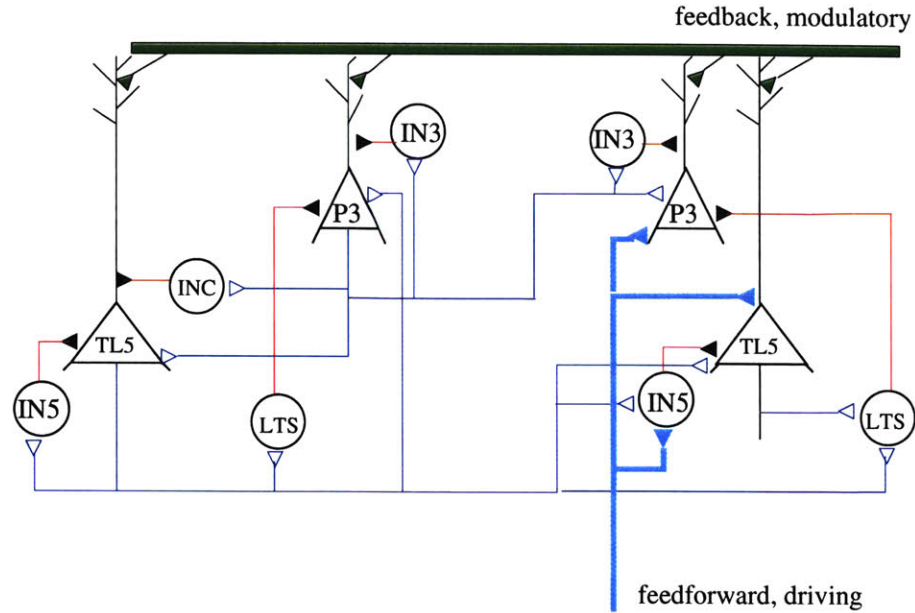 feedback, modulatory
IN3
IN3
P3
P3
INC
TL5
TL5
IN5
LTS
IN5
LTS
feedforward, driving